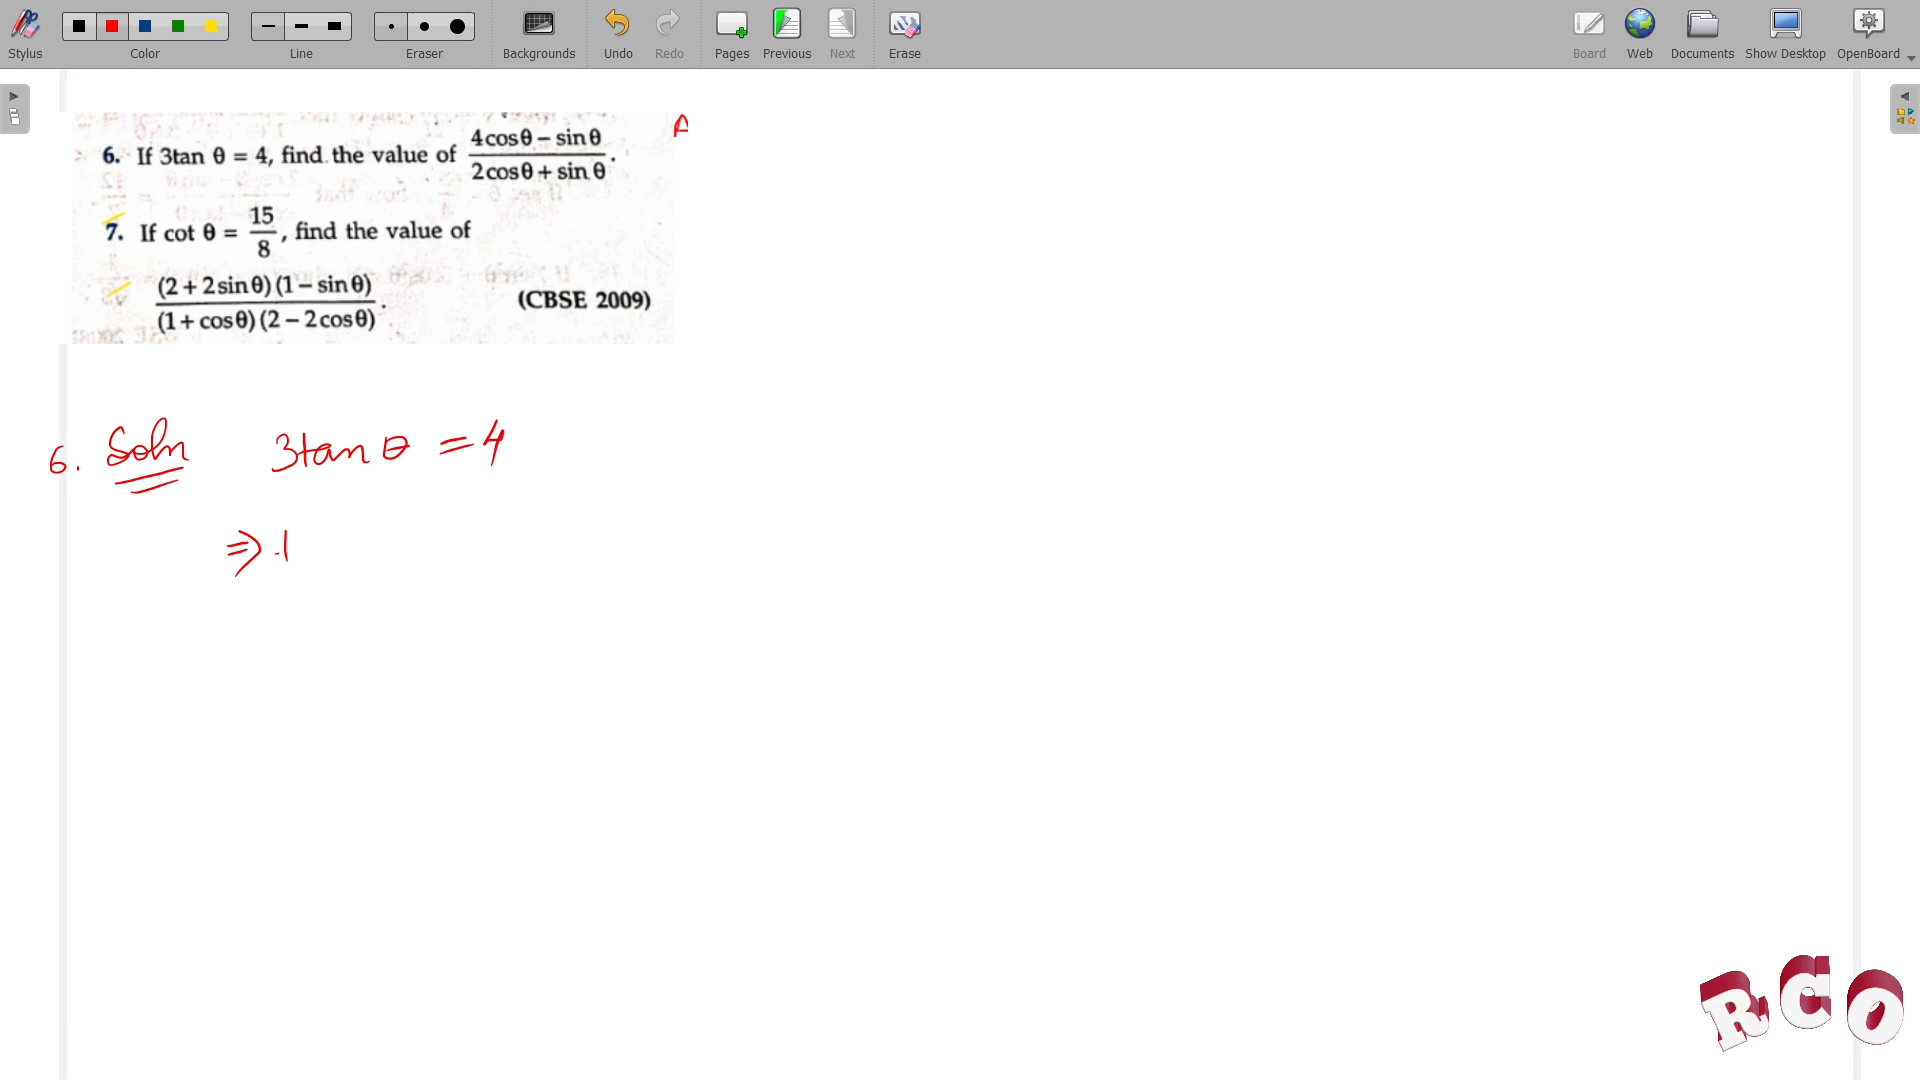 Stylus Color Line Eraser Backgrounds Undo Redo Pages Previous Next Erase Board Web Documents Show Desktop OpenBoard
6. If 3tan θ = 4, find the value of (4cosθ – sinθ)/(2cosθ + sinθ).
7. If cot θ = 15/8, find the value of
(2 + 2sinθ)(1 – sinθ)/(1 + cosθ)(2 – 2cosθ). (CBSE 2009)
6. Soln 3tan θ = 4
⇒
RCO